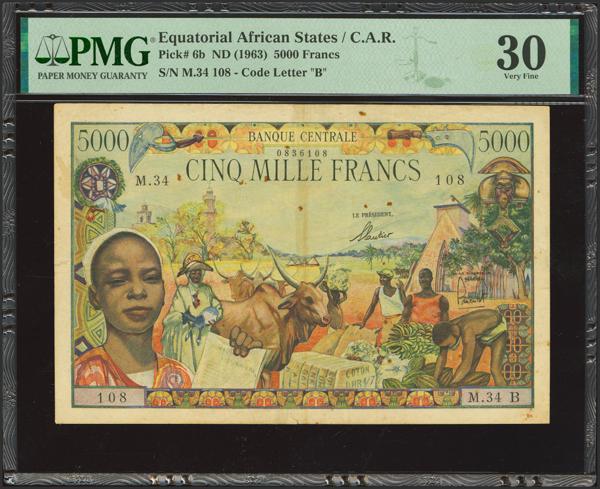 PMG®
PAPER MONEY GUARANTY
Equatorial African States / C.A.R.
Pick# 6b ND (1963) 5000 Francs
S/N M.34 108 - Code Letter "B"
30
Very Fine
5000
BANQUE CENTRALE
5000
0836108
CINQ MILLE FRANCS
M.34
108
LE PRÉSIDENT,
COTON
108
M.34 B